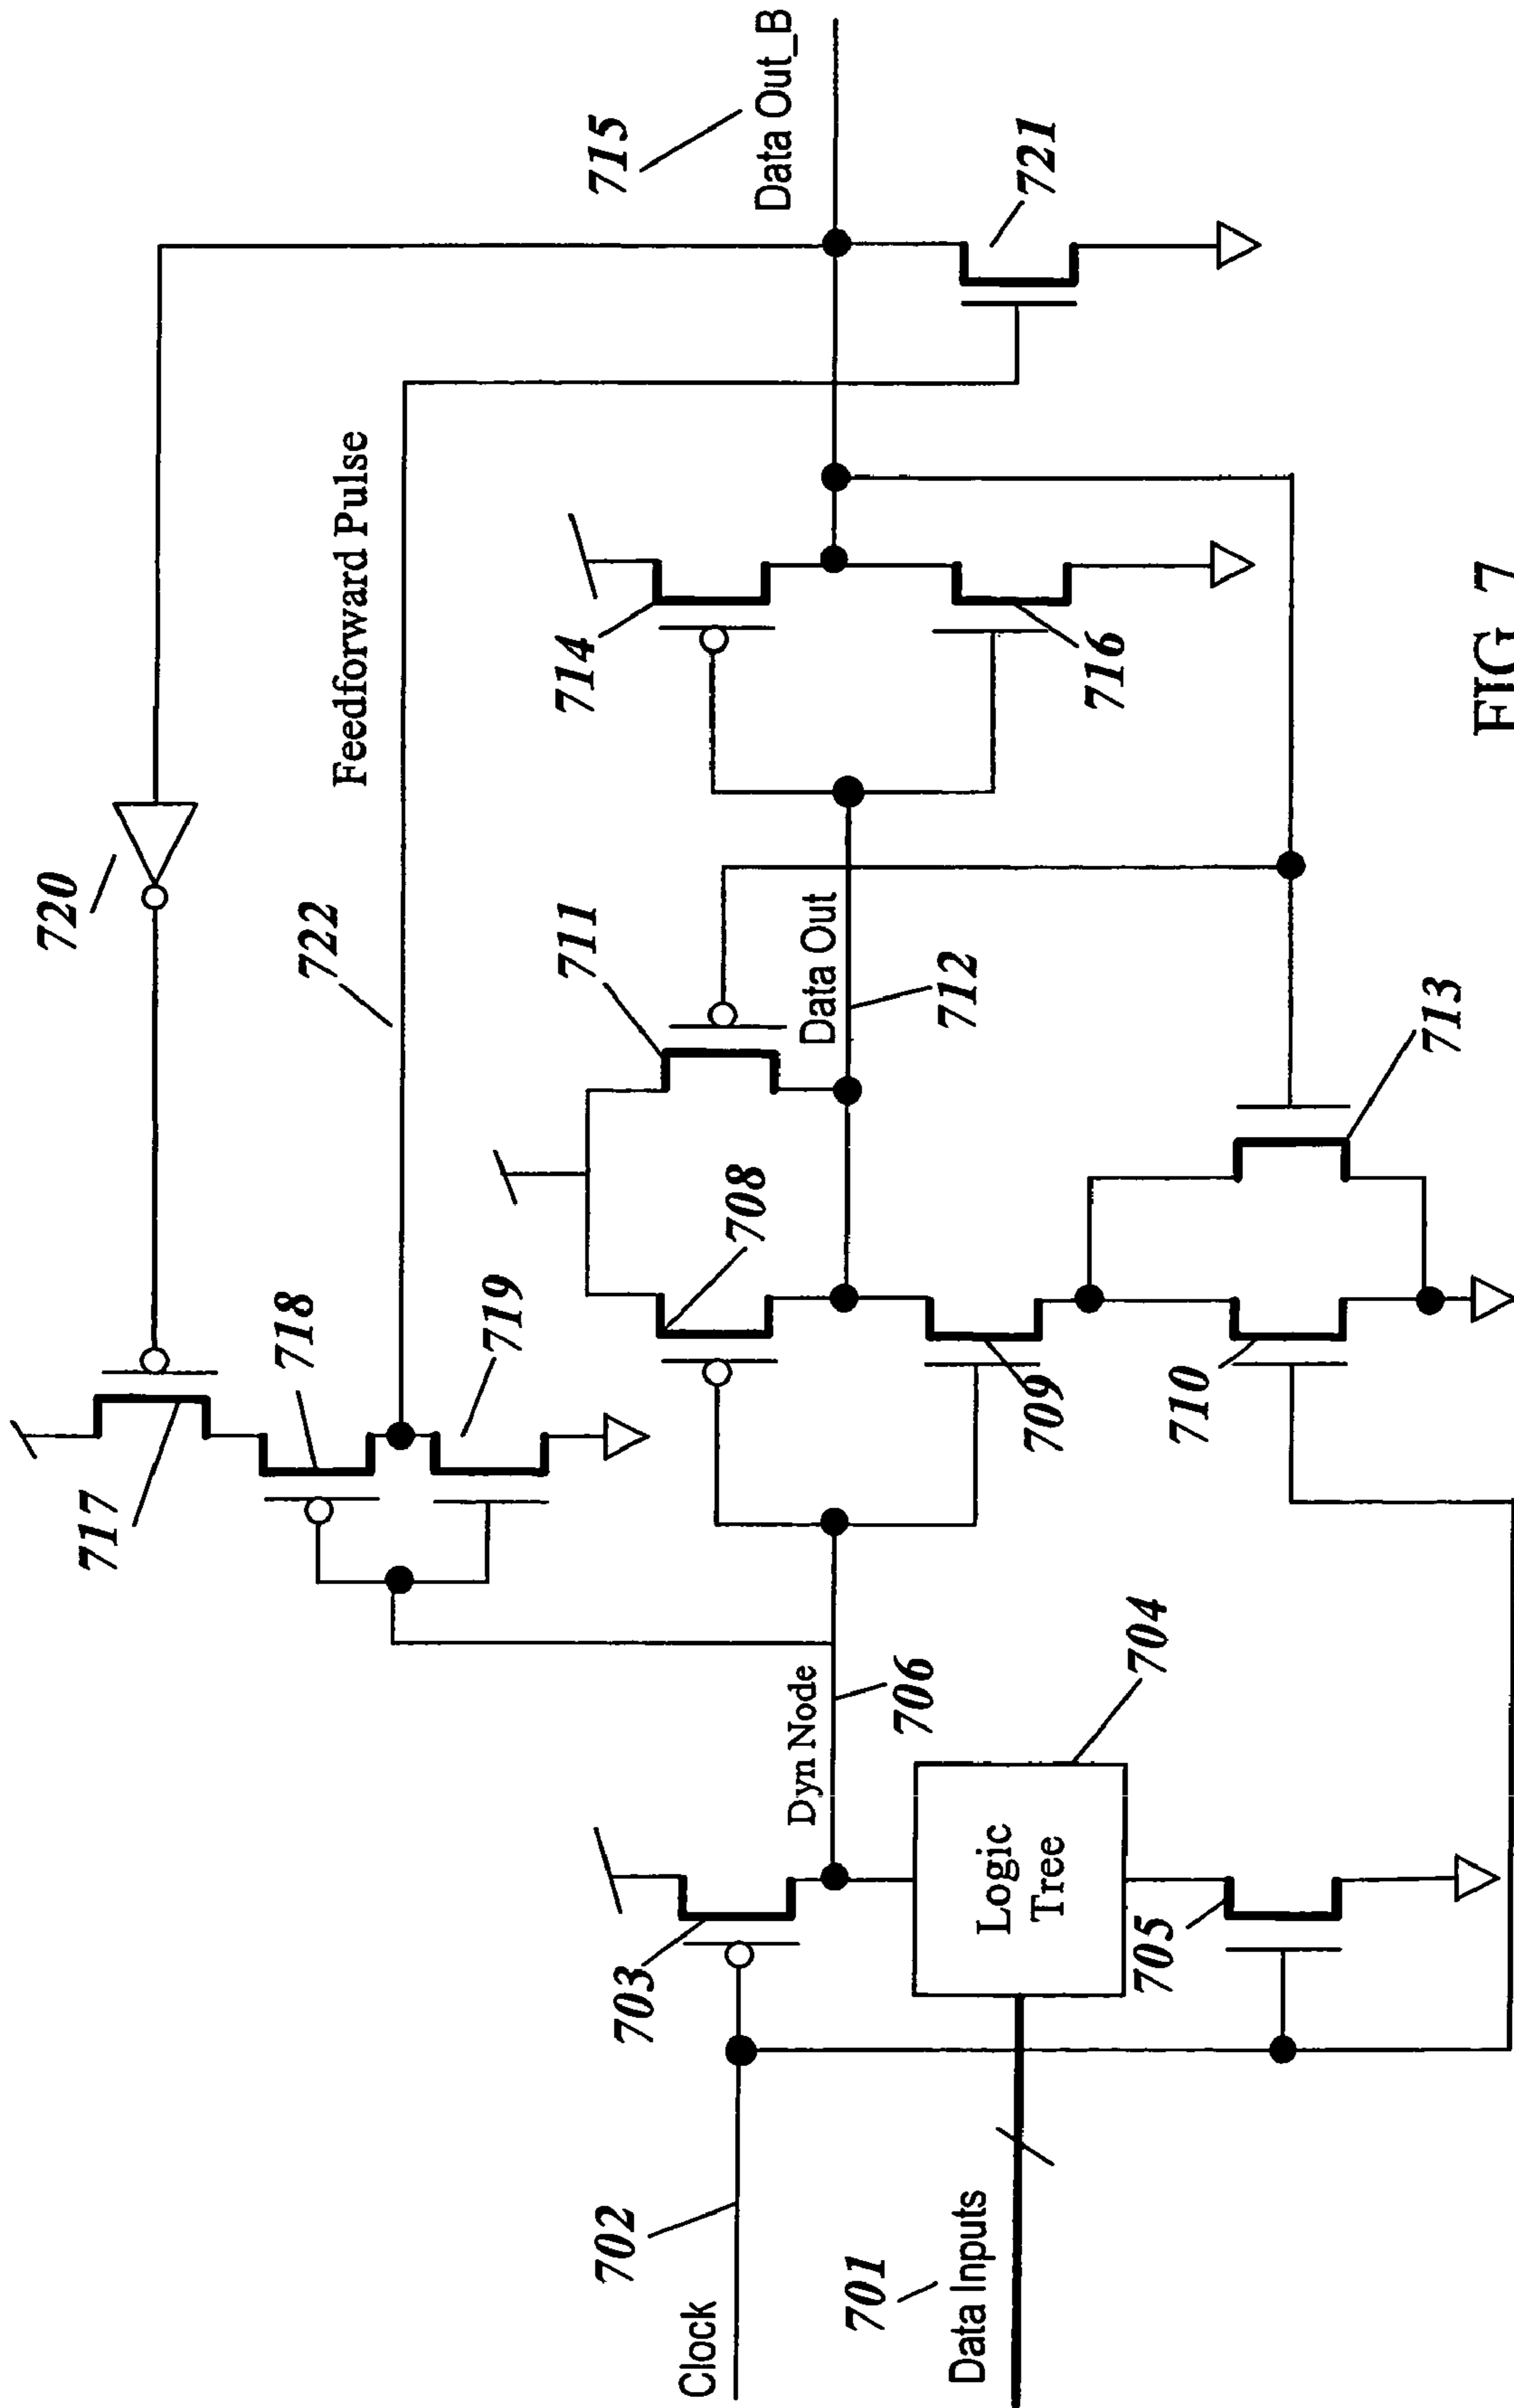 720
717
718
722
Feedforward Pulse
719
715
Data Out_B
714
711
708
Data Out
Dyn Node
706
712
716
721
703
702
Clock
Logic
Tree
704
709
705
710
713
701
Data Inputs
FIG 7